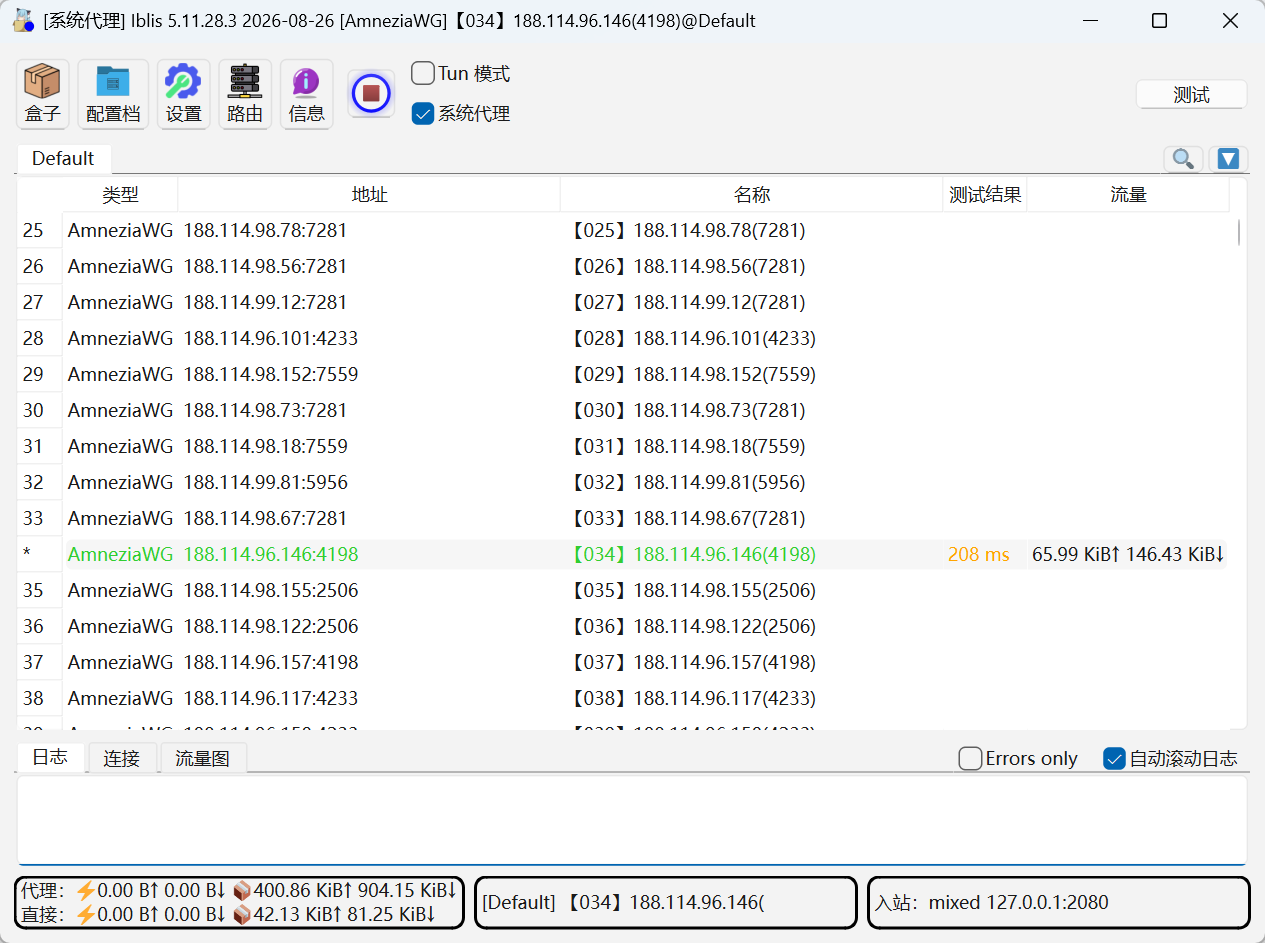 [系统代理] Iblis 5.11.28.3 2026-08-26 [AmneziaWG]【034】188.114.96.146(4198)@Default
盒子 配置档 设置 路由 信息
Tun 模式
系统代理
测试
Default
类型 地址 名称 测试结果 流量
25 AmneziaWG 188.114.98.78:7281 【025】188.114.98.78(7281)
26 AmneziaWG 188.114.98.56:7281 【026】188.114.98.56(7281)
27 AmneziaWG 188.114.99.12:7281 【027】188.114.99.12(7281)
28 AmneziaWG 188.114.96.101:4233 【028】188.114.96.101(4233)
29 AmneziaWG 188.114.98.152:7559 【029】188.114.98.152(7559)
30 AmneziaWG 188.114.98.73:7281 【030】188.114.98.73(7281)
31 AmneziaWG 188.114.98.18:7559 【031】188.114.98.18(7559)
32 AmneziaWG 188.114.99.81:5956 【032】188.114.99.81(5956)
33 AmneziaWG 188.114.98.67:7281 【033】188.114.98.67(7281)
* AmneziaWG 188.114.96.146:4198 【034】188.114.96.146(4198) 208 ms 65.99 KiB↑ 146.43 KiB↓
35 AmneziaWG 188.114.98.155:2506 【035】188.114.98.155(2506)
36 AmneziaWG 188.114.98.122:2506 【036】188.114.98.122(2506)
37 AmneziaWG 188.114.96.157:4198 【037】188.114.96.157(4198)
38 AmneziaWG 188.114.96.117:4233 【038】188.114.96.117(4233)
日志 连接 流量图 Errors only 自动滚动日志
代理：⚡0.00 B↑ 0.00 B↓ 📦400.86 KiB↑ 904.15 KiB↓
直接：⚡0.00 B↑ 0.00 B↓ 📦42.13 KiB↑ 81.25 KiB↓
[Default] 【034】188.114.96.146(
入站：mixed 127.0.0.1:2080